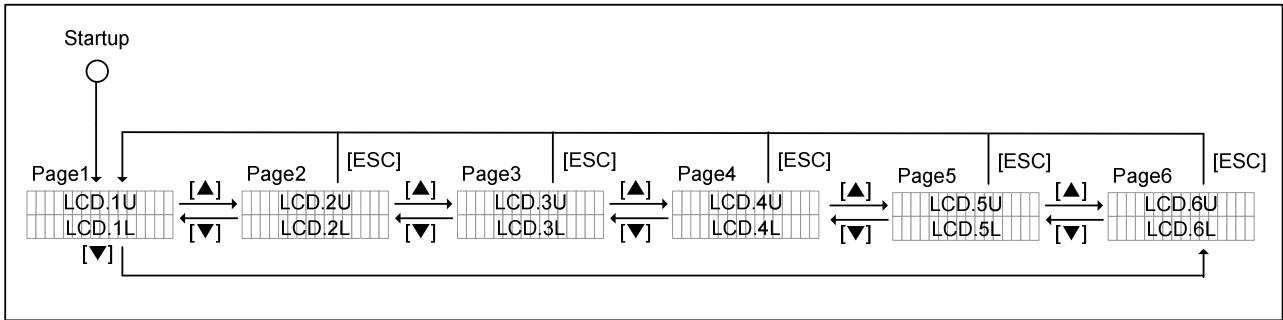 Startup
[ESC] [ESC] [ESC] [ESC] [ESC]
Page1 Page2 Page3 Page4 Page5 Page6
[▲] [▲] [▲] [▲] [▲]
LCD.1U LCD.2U LCD.3U LCD.4U LCD.5U LCD.6U
LCD.1L LCD.2L LCD.3L LCD.4L LCD.5L LCD.6L
[▼] [▼] [▼] [▼] [▼]
[▼]